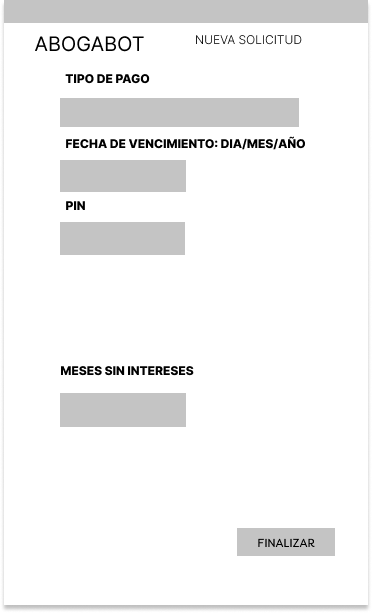 ABOGABOT
NUEVA SOLICITUD
TIPO DE PAGO
FECHA DE VENCIMIENTO: DIA/MES/AÑO
PIN
MESES SIN INTERESES
FINALIZAR